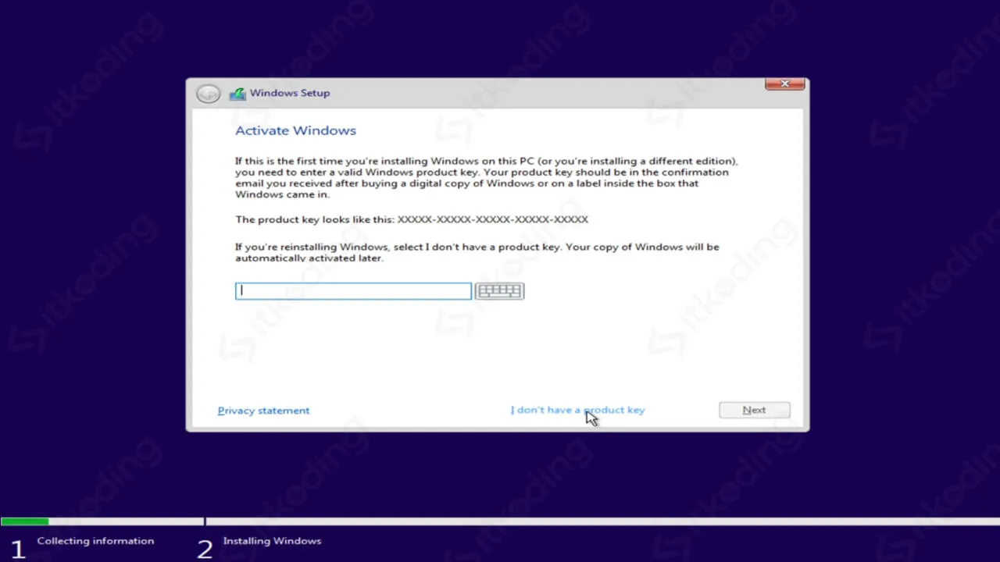 Windows Setup
Activate Windows
If this is the first time you're installing Windows on this PC (or you're installing a different edition),
you need to enter a valid Windows product key. Your product key should be in the confirmation
email you received after buying a digital copy of Windows or on a label inside the box that
Windows came in.
The product key looks like this: XXXXX-XXXXX-XXXXX-XXXXX-XXXXX
If you're reinstalling Windows, select I don't have a product key. Your copy of Windows will be
automatically activated later.
Privacy statement
I don't have a product key
Next
1 Collecting information
2 Installing Windows
itkoding